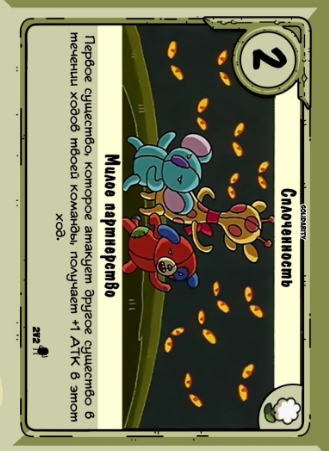 2
Сплоченность
SOLIDARITY
Милое партнерство
Первое существо, которое атакует другое существо в
течении ходов твоей команды, получает +1 АТК в этот
ход.
2V2